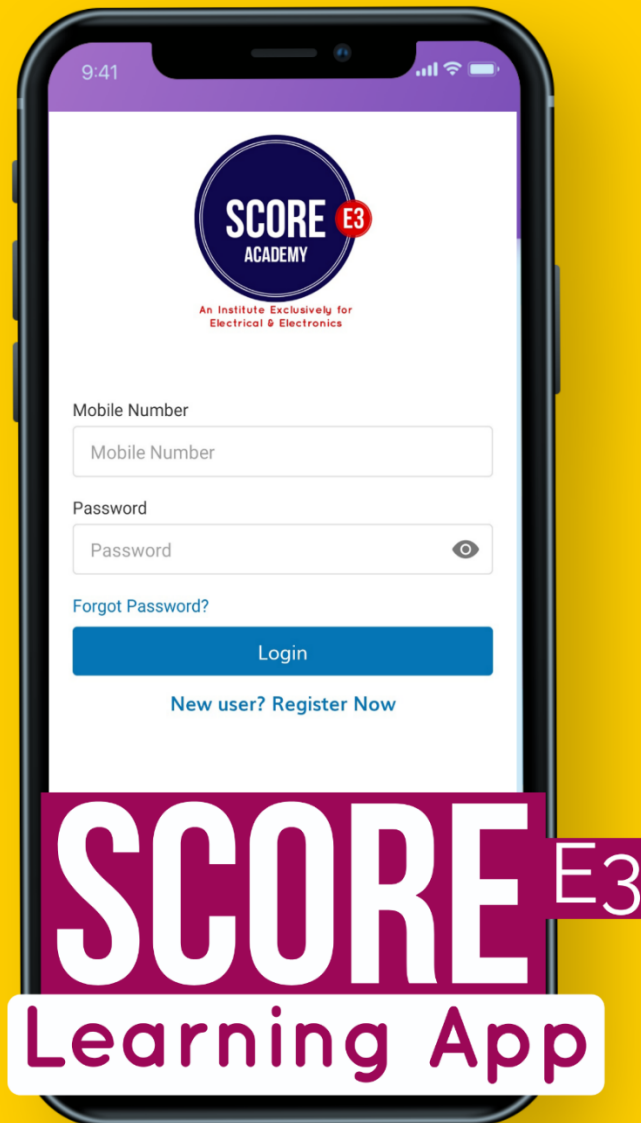 9:41
SCORE E3
ACADEMY
An Institute Exclusively for
Electrical & Electronics
Mobile Number
Mobile Number
Password
Password
Forgot Password?
Login
New user? Register Now
SCORE E3
Learning App